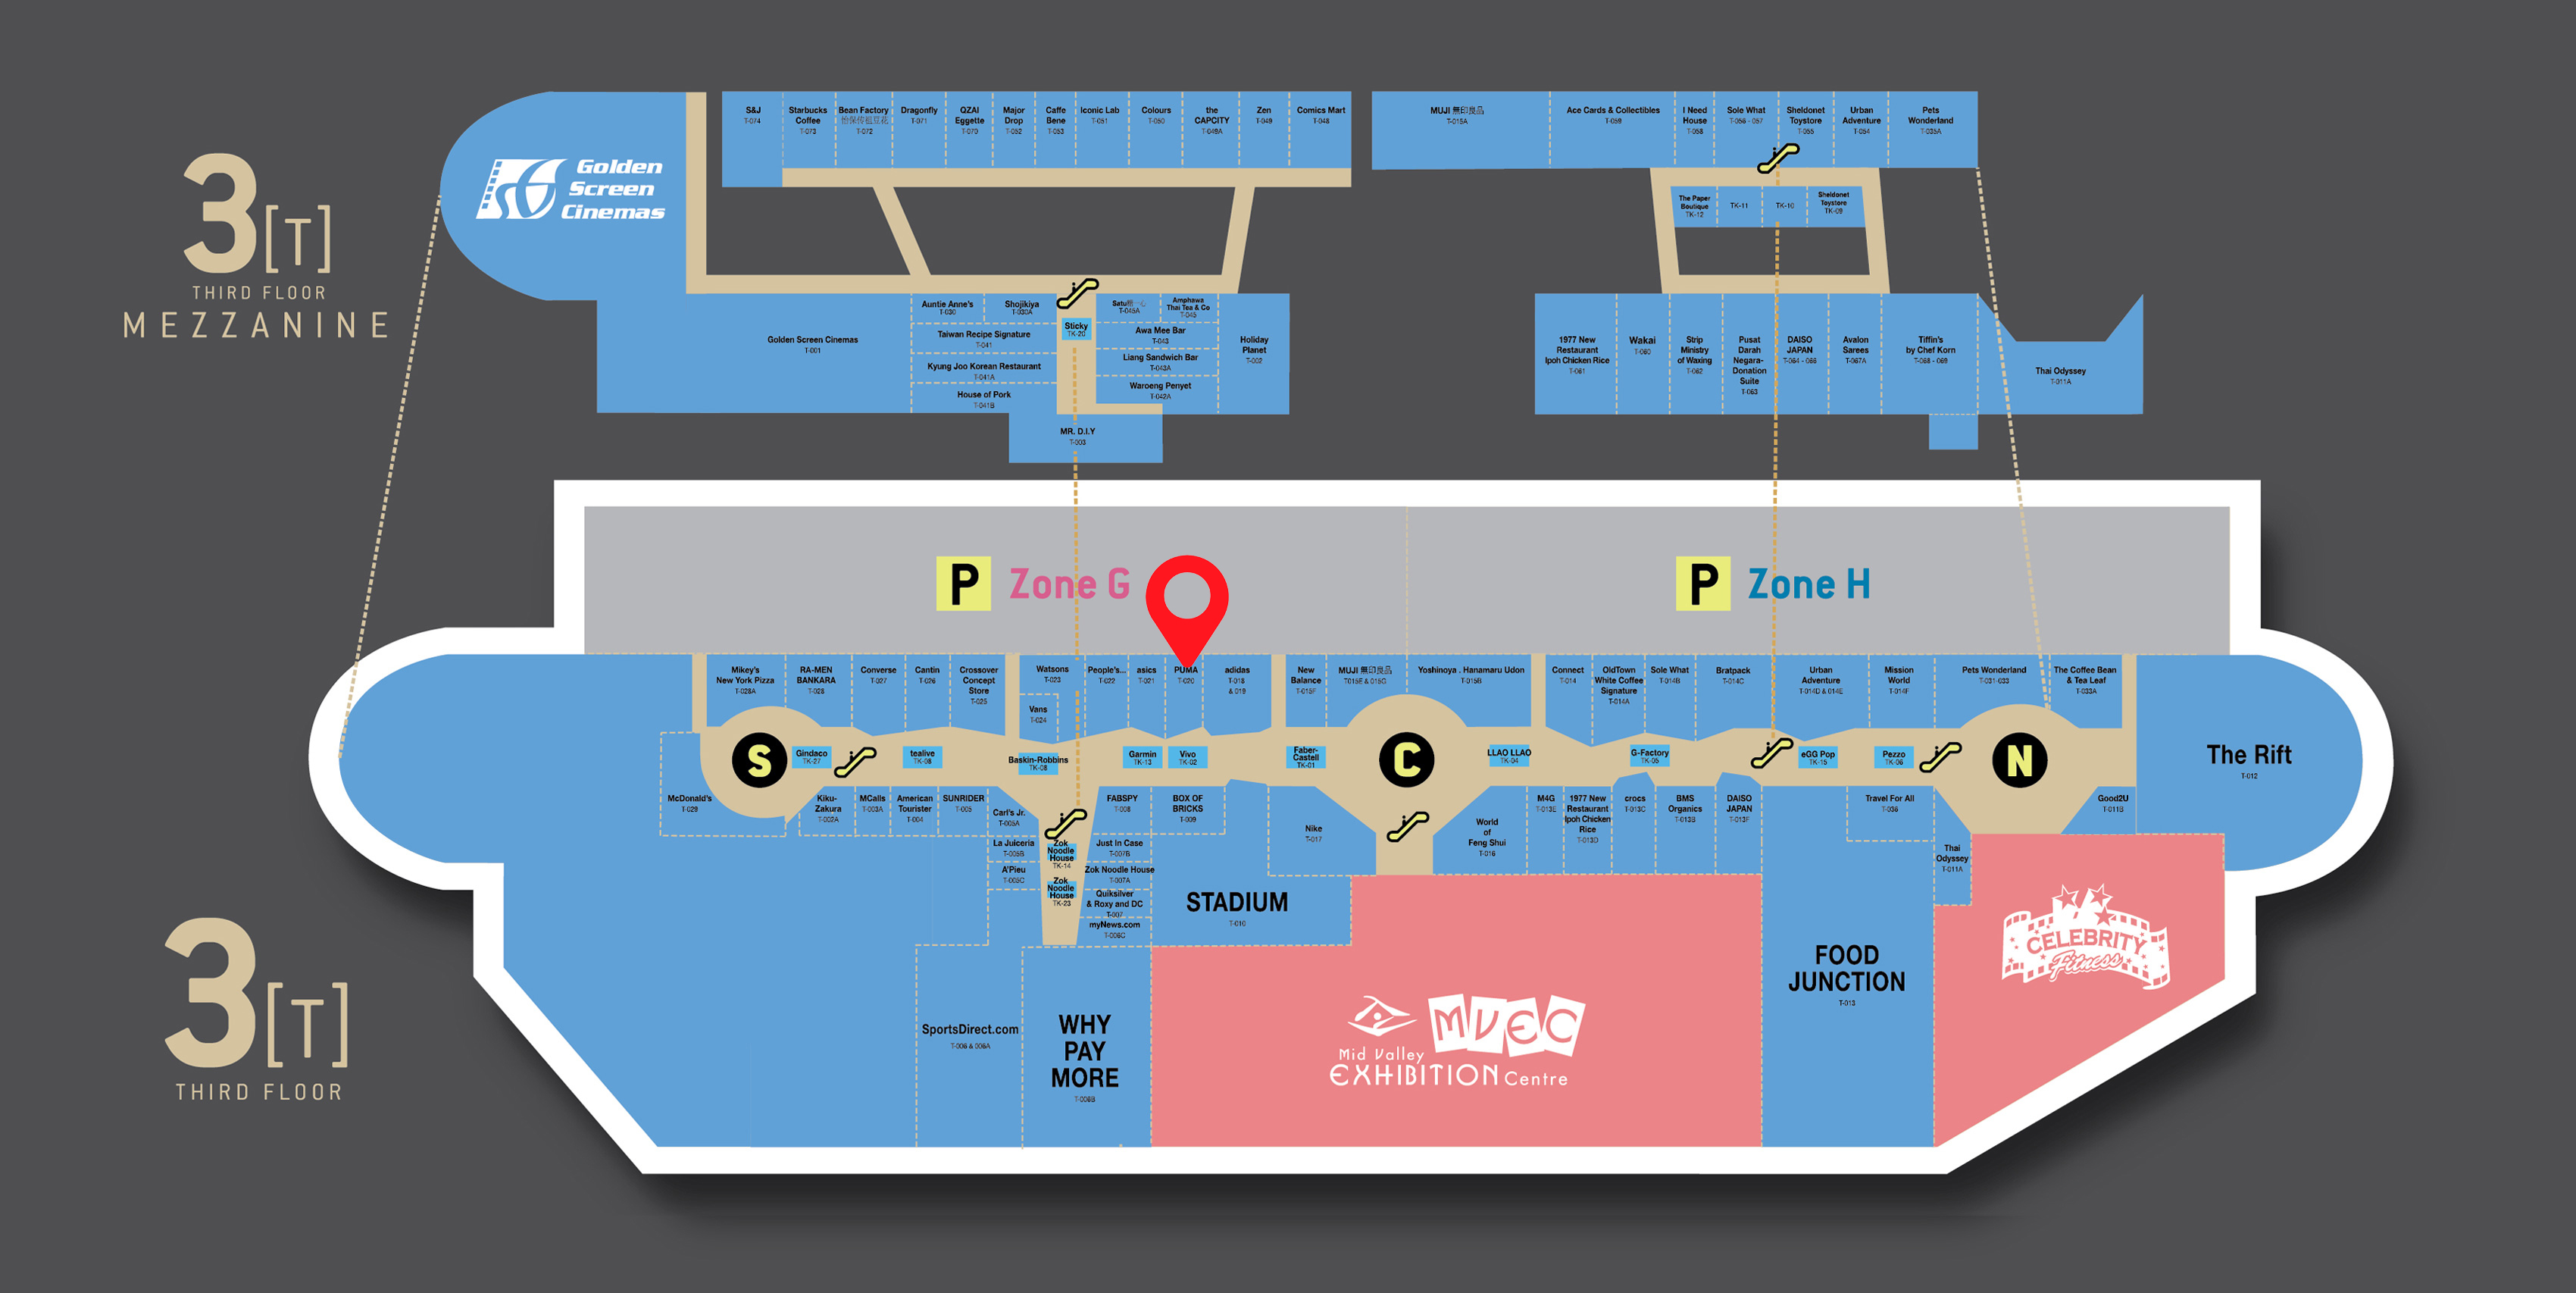 3[T]
THIRD FLOOR
MEZZANINE
Golden
Screen
Cinemas
S&J
T-074
Starbucks
Coffee
T-073
Bean Factory
T-072
Dragonfly
T-071
QZAI
Eggette
T-070
Major
Drop
T-052
Caffe
Bene
T-053
Iconic Lab
T-051
Colours
T-050
the
CAPCITY
T-049A
Zen
T-049
Comics Mart
T-048
MUJI 無印良品
T-015A
Ace Cards & Collectibles
T-059
I Need
House
T-058
Sole What
T-056 - 057
Sheldonet
Toystore
T-055
Urban
Adventure
T-054
Pets
Wonderland
T-035A
The Paper
Boutique
TK-12
TK-11
TK-10
Sheldonet
Toystore
TK-09
Golden Screen Cinemas
T-001
Auntie Anne's
T-030
Shojikiya
T-030A
Taiwan Recipe Signature
T-041
Kyung Joo Korean Restaurant
T-041A
House of Pork
T-041B
Sticky
TK-20
Satu
T-045A
Amphawa
Thai Tea & Co
T-045
Awa Mee Bar
T-043
Liang Sandwich Bar
T-043A
Waroeng Penyet
T-042A
Holiday
Planet
T-002
MR. D.I.Y
T-003
1977 New
Restaurant
Ipoh Chicken Rice
T-061
Wakai
T-060
Strip
Ministry
of Waxing
T-062
Pusat
Darah
Negara-
Donation
Suite
T-063
DAISO
JAPAN
T-064 - 066
Avalon
Sarees
T-067A
Tiffin's
by Chef Korn
T-068 - 069
Thai Odyssey
T-011A
P Zone G
P Zone H
Mikey's
New York Pizza
T-028A
RA-MEN
BANKARA
T-028
Converse
T-027
Cantin
T-026
Crossover
Concept
Store
T-025
Watsons
T-023
Vans
T-024
People's...
T-022
asics
T-021
PUMA
T-020
adidas
T-018
& 019
New
Balance
T-015F
MUJI 無印良品
T015E & 015G
Yoshinoya . Hanamaru Udon
T-015B
Connect
T-014
OldTown
White Coffee
Signature
T-014A
Sole What
T-014B
Bratpack
T-014C
Urban
Adventure
T-014D & 014E
Mission
World
T-014F
Pets Wonderland
T-031-033
The Coffee Bean
& Tea Leaf
T-033A
S
Gindaco
TK-27
tealive
TK-08
Baskin-Robbins
TK-08
Garmin
TK-13
Vivo
TK-02
Faber-
Castell
TK-01
C
LLAO LLAO
TK-04
G-Factory
TK-05
eGG Pop
TK-15
Pezzo
TK-06
N
The Rift
T-012
McDonald's
T-029
Kiku-
Zakura
T-002A
MCalls
T-003A
American
Tourister
T-004
SUNRIDER
T-005
Carl's Jr.
T-005A
La Juiceria
T-005B
A'Pieu
T-005C
Zok
Noodle
House
TK-14
Zok
Noodle
House
TK-23
FABSPY
T-008
BOX OF
BRICKS
T-009
Just In Case
T-007B
Zok Noodle House
T-007A
Quiksilver
& Roxy and DC
T-007
myNews.com
T-006C
STADIUM
T-010
Nike
T-017
World
of
Feng Shui
T-016
M4G
T-013E
1977 New
Restaurant
Ipoh Chicken
Rice
T-013D
crocs
T-013C
BMS
Organics
T-013B
DAISO
JAPAN
T-013F
Travel For All
T-036
Good2U
T-011B
Thai
Odyssey
T-011A
FOOD
JUNCTION
T-013
CELEBRITY
Fitness
3[T]
THIRD FLOOR
SportsDirect.com
T-006 & 006A
WHY
PAY
MORE
T-006B
MVEC
Mid Valley
EXHIBITION Centre